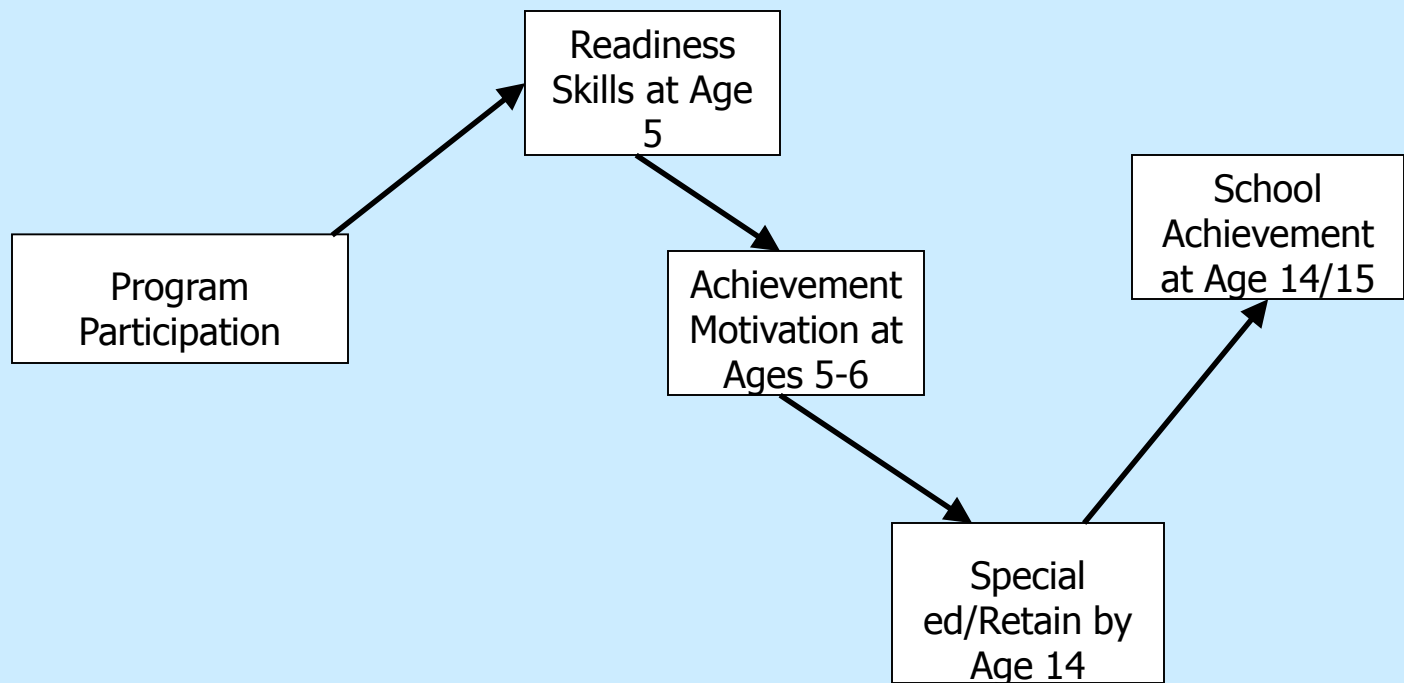 Readiness
Skills at Age
5
Program
Participation
Achievement
Motivation at
Ages 5-6
School
Achievement
at Age 14/15
Special
ed/Retain by
Age 14